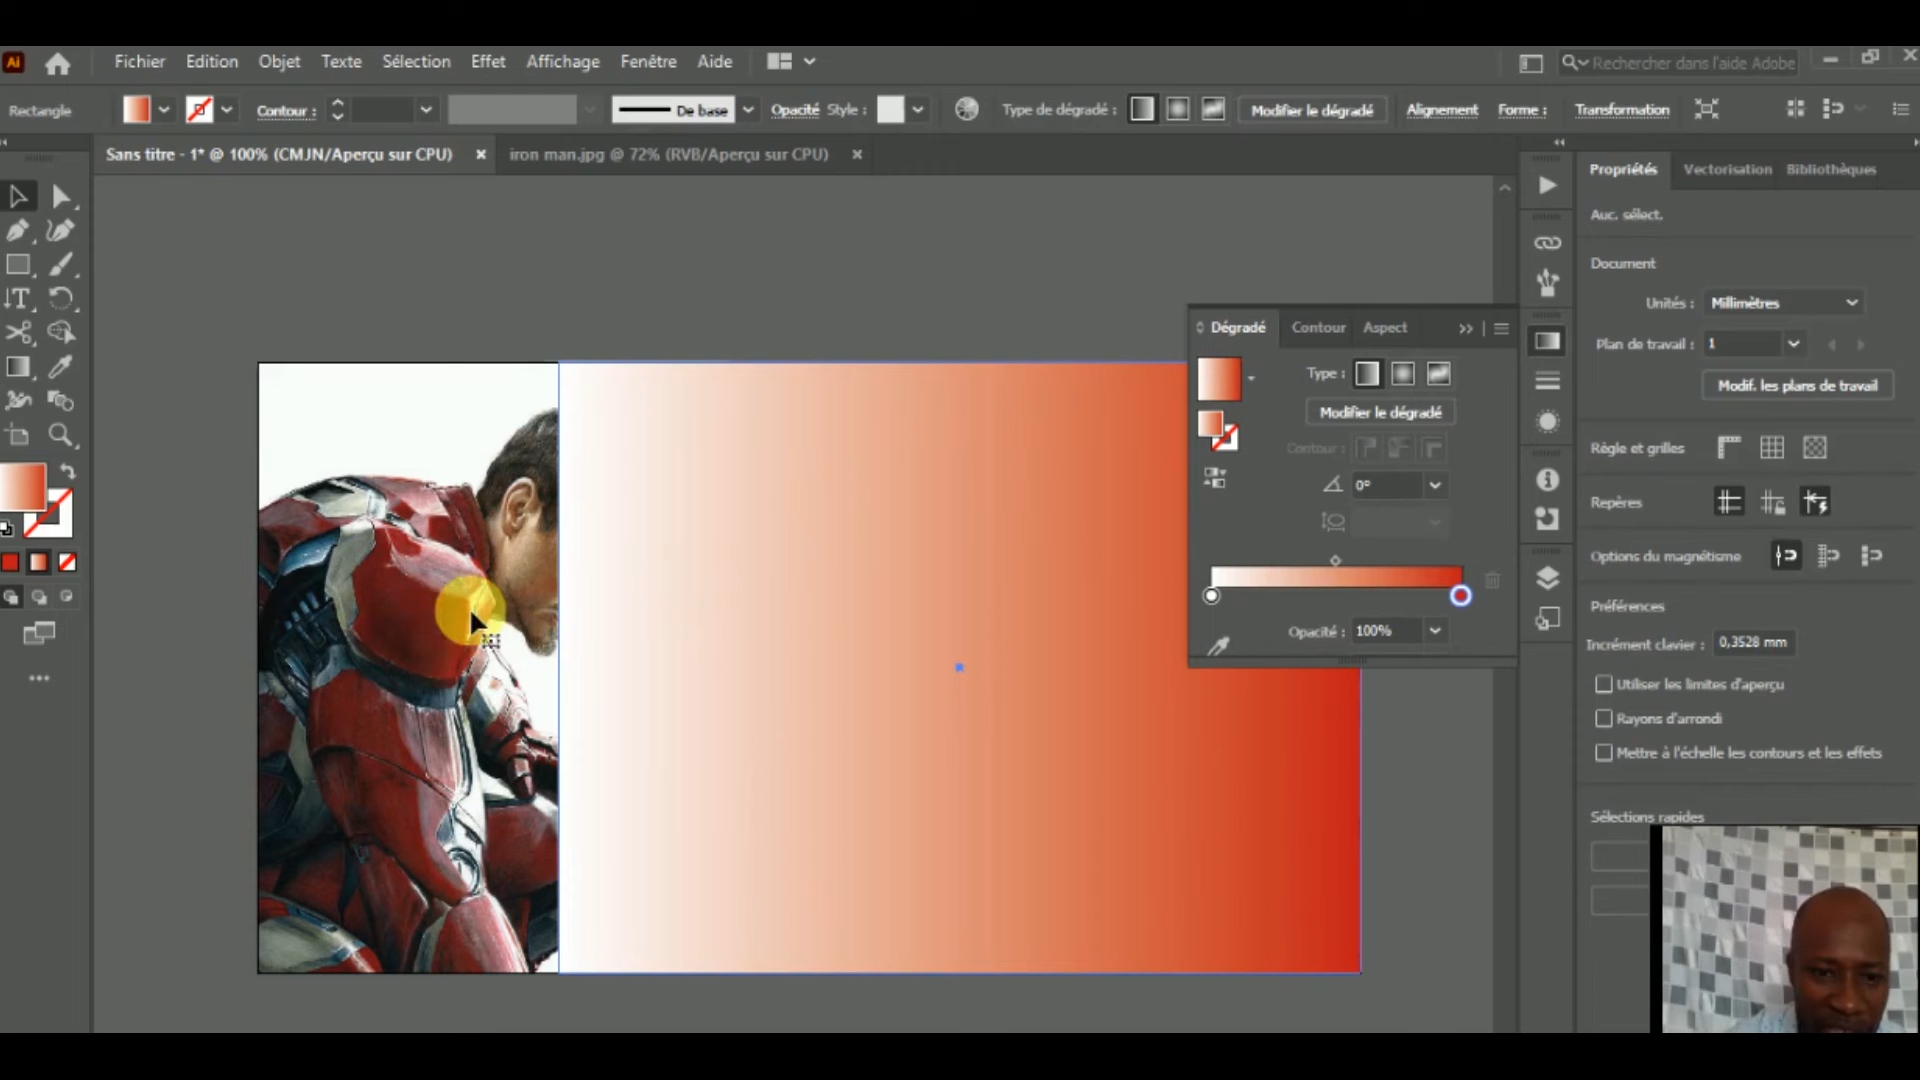 Ai Fichier Edition Objet Texte Sélection Effet Affichage Fenêtre Aide Rechercher dans l'aide Adobe
Rectangle Contour : De base Opacité Style : Type de dégradé : Modifier le dégradé Alignement Forme : Transformation
Sans titre - 1* @ 100% (CMJN/Aperçu sur CPU) × iron man.jpg @ 72% (RVB/Aperçu sur CPU) ×
Propriétés Vectorisation Bibliothèques
Auc. sélect.
Document
Unités : Millimètres
Plan de travail : 1
Modif. les plans de travail
Règle et grilles
Repères
Options du magnétisme
Préférences
Incrément clavier : 0,3528 mm
Utiliser les limites d'aperçu
Rayons d'arrondi
Mettre à l'échelle les contours et les effets
Sélections rapides
Dégradé Contour Aspect
Type :
Modifier le dégradé
Contour :
0°
Opacité : 100%